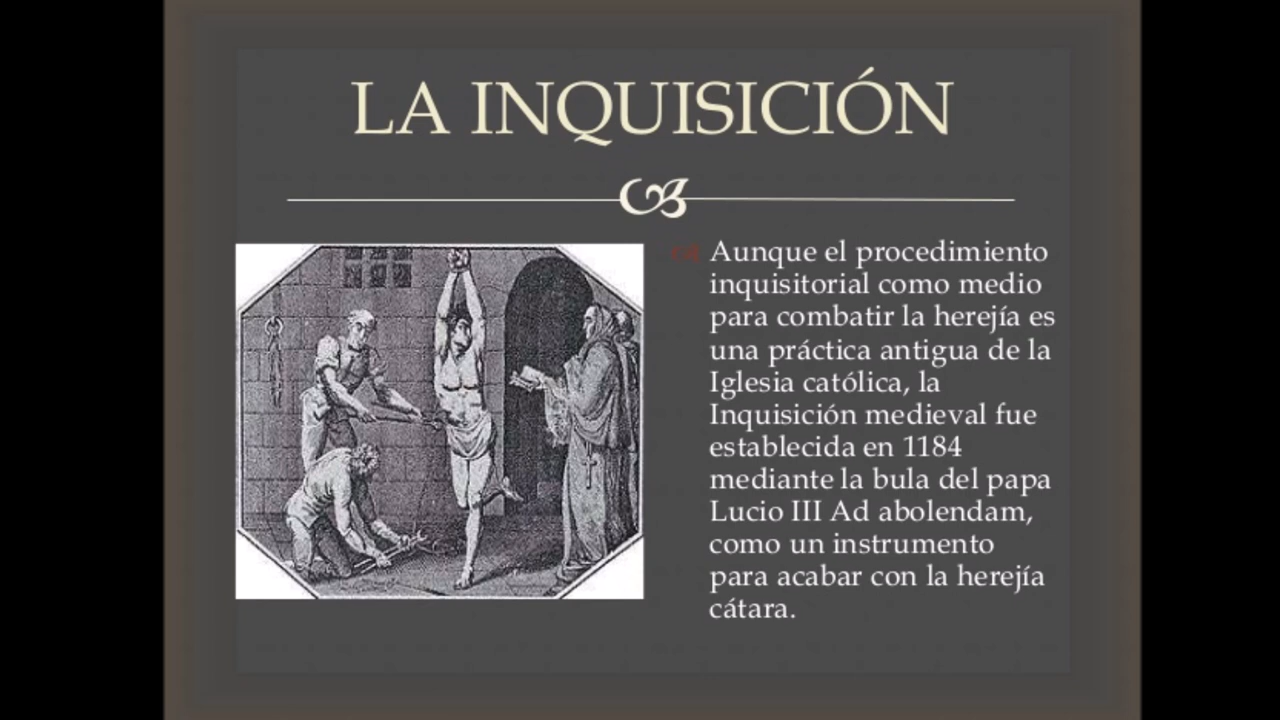 LA INQUISICIÓN
Aunque el procedimiento
inquisitorial como medio
para combatir la herejía es
una práctica antigua de la
Iglesia católica, la
Inquisición medieval fue
establecida en 1184
mediante la bula del papa
Lucio III Ad abolendam,
como un instrumento
para acabar con la herejía
cátara.